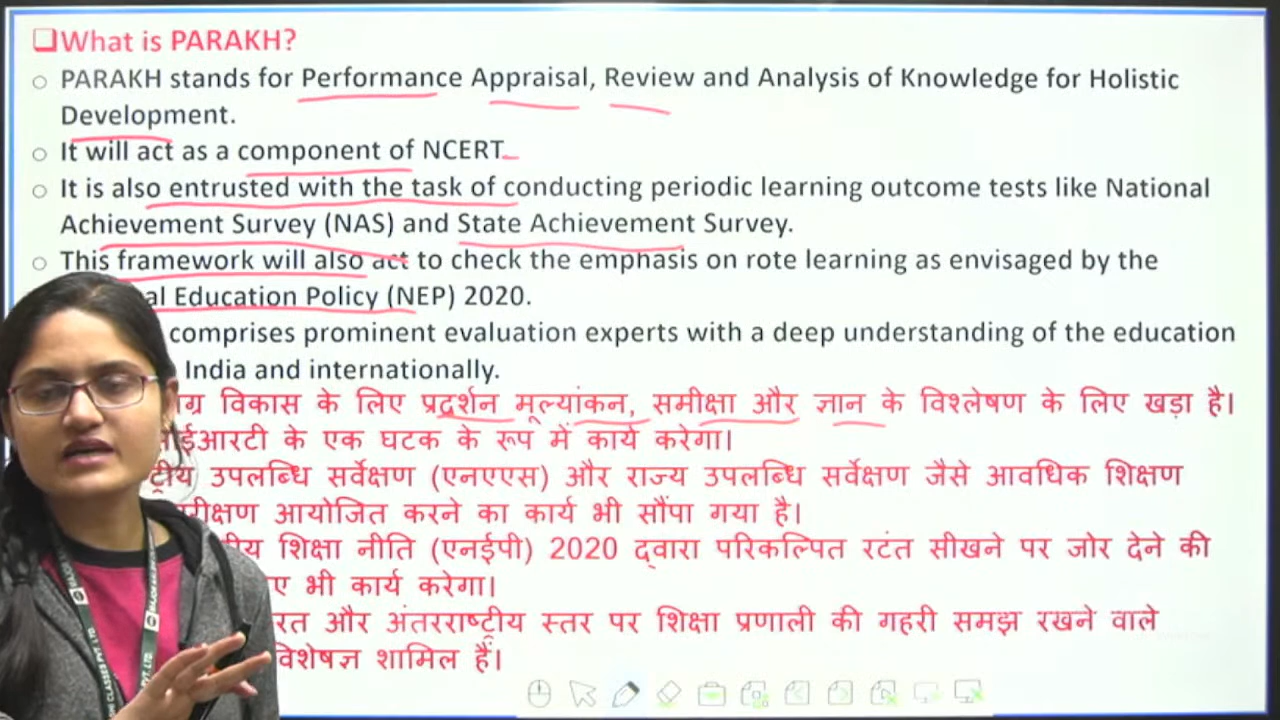 ❑What is PARAKH?
○ PARAKH stands for Performance Appraisal, Review and Analysis of Knowledge for Holistic
Development.
○ It will act as a component of NCERT.
○ It is also entrusted with the task of conducting periodic learning outcome tests like National
Achievement Survey (NAS) and State Achievement Survey.
○ This framework will also act to check the emphasis on rote learning as envisaged by the
al Education Policy (NEP) 2020.
comprises prominent evaluation experts with a deep understanding of the education
India and internationally.
विकास के लिए प्रदर्शन मूल्यांकन, समीक्षा और ज्ञान के विश्लेषण के लिए खड़ा है।
ईआरटी के एक घटक के रूप में कार्य करेगा।
ट्रीय उपलब्धि सर्वेक्षण (एनएएस) और राज्य उपलब्धि सर्वेक्षण जैसे आवधिक शिक्षण
रीक्षण आयोजित करने का कार्य भी सौंपा गया है।
ीय शिक्षा नीति (एनईपी) 2020 द्वारा परिकल्पित रटंत सीखने पर जोर देने की
ए भी कार्य करेगा।
रत और अंतरराष्ट्रीय स्तर पर शिक्षा प्रणाली की गहरी समझ रखने वाले
विशेषज्ञ शामिल हैं।